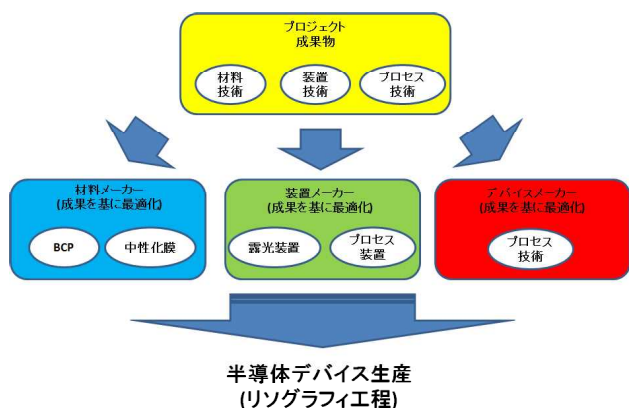 プロジェクト
成果物
材料
技術
装置
技術
プロセス
技術
材料メーカー
(成果を基に最適化)
BCP
中性化膜
装置メーカー
(成果を基に最適化)
露光装置
プロセス
装置
デバイスメーカー
(成果を基に最適化)
プロセス
技術
半導体デバイス生産
(リソグラフィ工程)